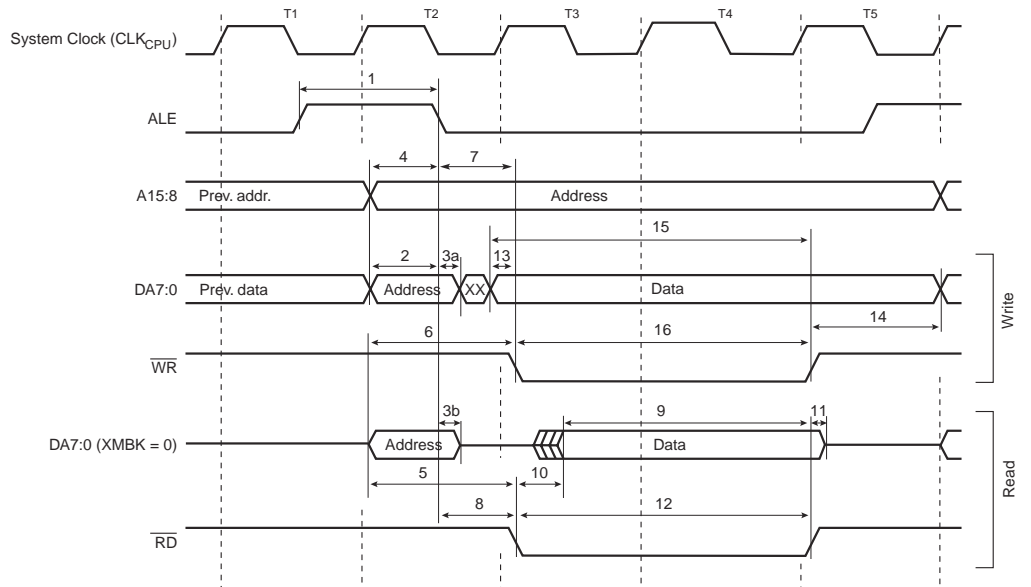 T1 T2 T3 T4 T5
System Clock (CLKCPU)
1
ALE
4 7
A15:8 Prev. addr. Address
15
2 3a 13
DA7:0 Prev. data Address XX Data
14
Write
6 16
WR
3b 9 11
DA7:0 (XMBK = 0) Address Data
5 10
Read
8 12
RD